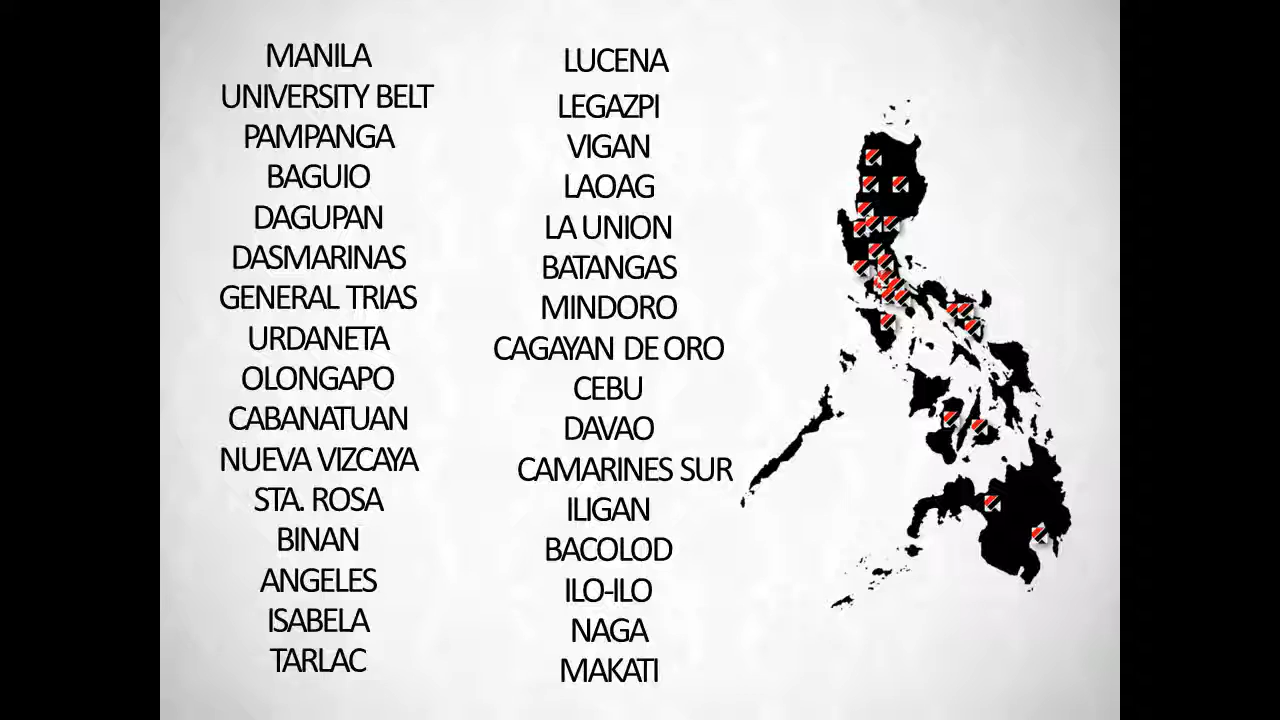 MANILA
UNIVERSITY BELT
PAMPANGA
BAGUIO
DAGUPAN
DASMARINAS
GENERAL TRIAS
URDANETA
OLONGAPO
CABANATUAN
NUEVA VIZCAYA
STA. ROSA
BINAN
ANGELES
ISABELA
TARLAC
LUCENA
LEGAZPI
VIGAN
LAOAG
LA UNION
BATANGAS
MINDORO
CAGAYAN DE ORO
CEBU
DAVAO
CAMARINES SUR
ILIGAN
BACOLOD
ILO-ILO
NAGA
MAKATI